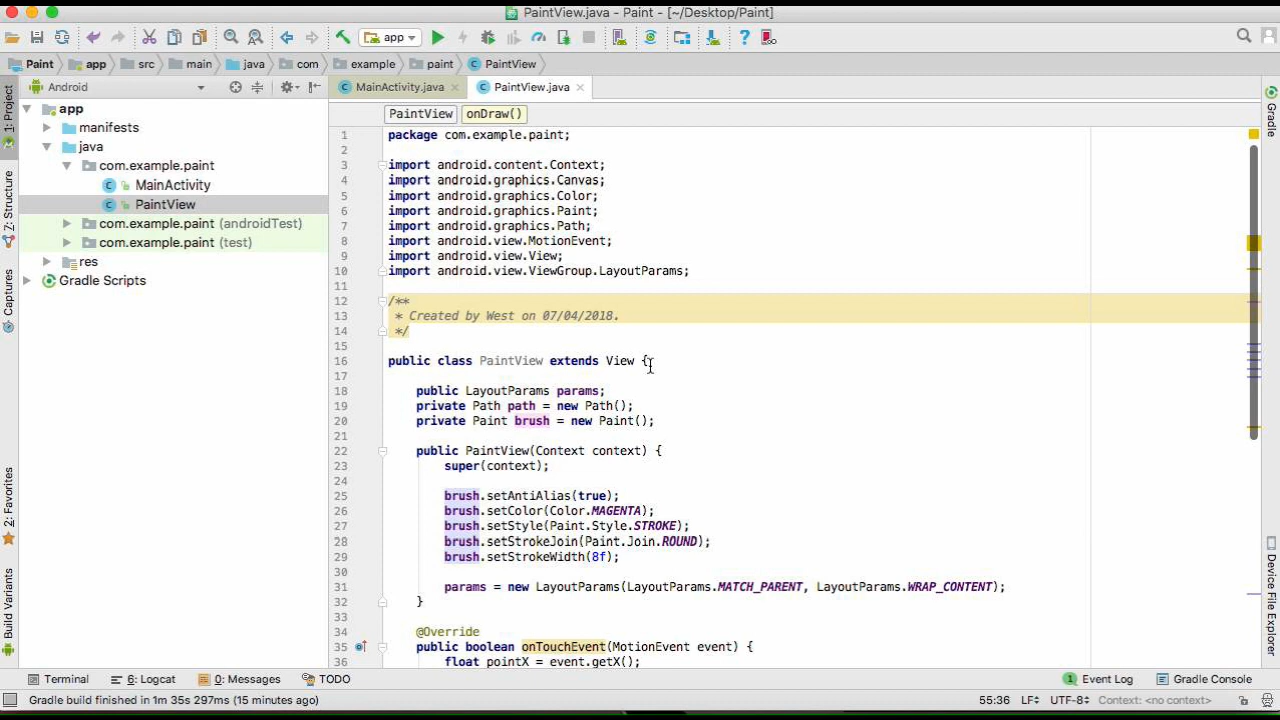 PaintView.java - Paint - [~/Desktop/Paint]
app
Paint app src main java com example paint PaintView
Android
MainActivity.java
PaintView.java
1: Project
Z: Structure
Captures
2: Favorites
Build Variants
app
manifests
java
com.example.paint
MainActivity
PaintView
com.example.paint (androidTest)
com.example.paint (test)
res
Gradle Scripts
PaintView onDraw()
1 package com.example.paint;
2
3 import android.content.Context;
4 import android.graphics.Canvas;
5 import android.graphics.Color;
6 import android.graphics.Paint;
7 import android.graphics.Path;
8 import android.view.MotionEvent;
9 import android.view.View;
10 import android.view.ViewGroup.LayoutParams;
11
12 /**
13 * Created by West on 07/04/2018.
14 */
15
16 public class PaintView extends View {
17
18 public LayoutParams params;
19 private Path path = new Path();
20 private Paint brush = new Paint();
21
22 public PaintView(Context context) {
23 super(context);
24
25 brush.setAntiAlias(true);
26 brush.setColor(Color.MAGENTA);
27 brush.setStyle(Paint.Style.STROKE);
28 brush.setStrokeJoin(Paint.Join.ROUND);
29 brush.setStrokeWidth(8f);
30
31 params = new LayoutParams(LayoutParams.MATCH_PARENT, LayoutParams.WRAP_CONTENT);
32 }
33
34 @Override
35 public boolean onTouchEvent(MotionEvent event) {
36 float pointX = event.getX();
Gradle
Device File Explorer
Terminal 6: Logcat 0: Messages TODO 1 Event Log Gradle Console
Gradle build finished in 1m 35s 297ms (15 minutes ago) 55:36 LF UTF-8 Context: <no context>